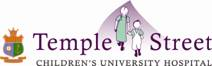 Temple Street
CHILDREN'S UNIVERSITY HOSPITAL